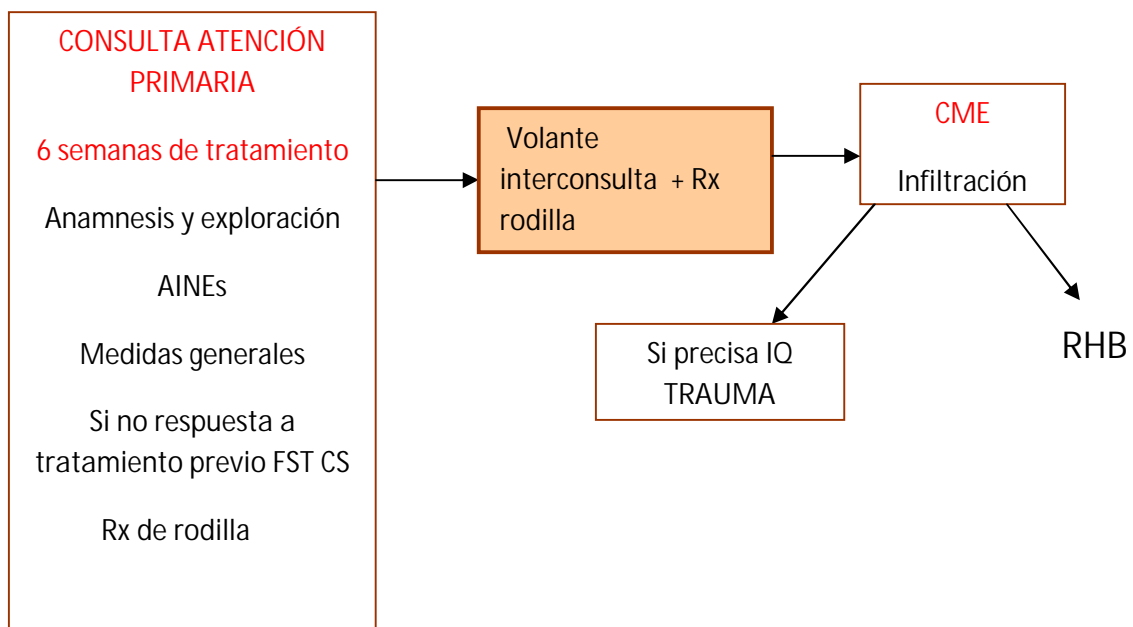 CONSULTA ATENCIÓN
PRIMARIA
6 semanas de tratamiento
Anamnesis y exploración
AINEs
Medidas generales
Si no respuesta a
tratamiento previo FST CS
Rx de rodilla
Volante
interconsulta + Rx
rodilla
CME
Infiltración
Si precisa IQ
TRAUMA
RHB